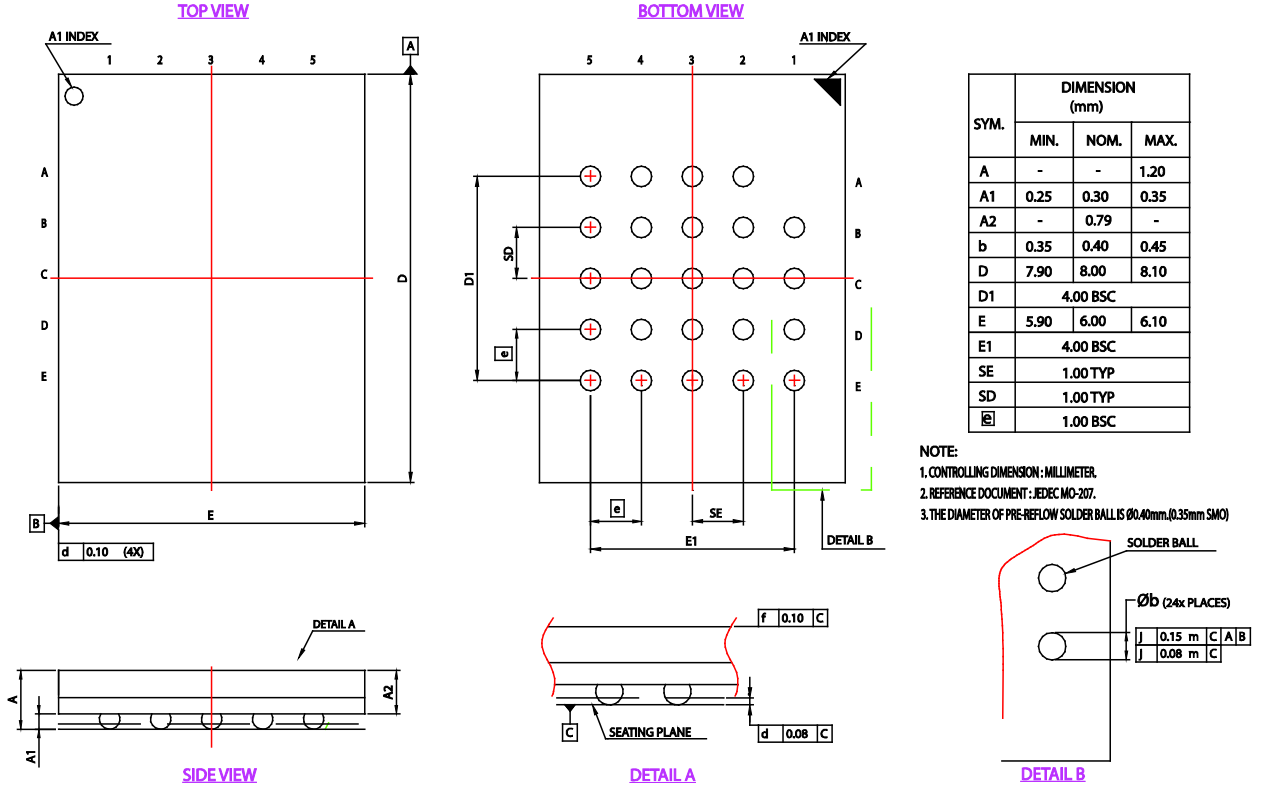 TOP VIEW
A1 INDEX
1 2 3 4 5
A
A
B
C
D
E
D
E
B
d 0.10 (4X)
BOTTOM VIEW
A1 INDEX
5 4 3 2 1
A
B
C
D
E
D1
SD
e
e
SE
E1
DETAIL B
SYM. DIMENSION
(mm)
MIN. NOM. MAX.
A - - 1.20
A1 0.25 0.30 0.35
A2 - 0.79 -
b 0.35 0.40 0.45
D 7.90 8.00 8.10
D1 4.00 BSC
E 5.90 6.00 6.10
E1 4.00 BSC
SE 1.00 TYP
SD 1.00 TYP
e 1.00 BSC
NOTE:
1. CONTROLLING DIMENSION : MILLIMETER.
2. REFERENCE DOCUMENT : JEDEC MO-207.
3. THE DIAMETER OF PRE-REFLOW SOLDER BALL IS Ø0.40mm.(0.35mm SMO)
DETAIL A
A
A1
A2
SIDE VIEW
f 0.10 C
C
SEATING PLANE
d 0.08 C
DETAIL A
SOLDER BALL
Øb (24x PLACES)
J 0.15 m C A B
J 0.08 m C
DETAIL B